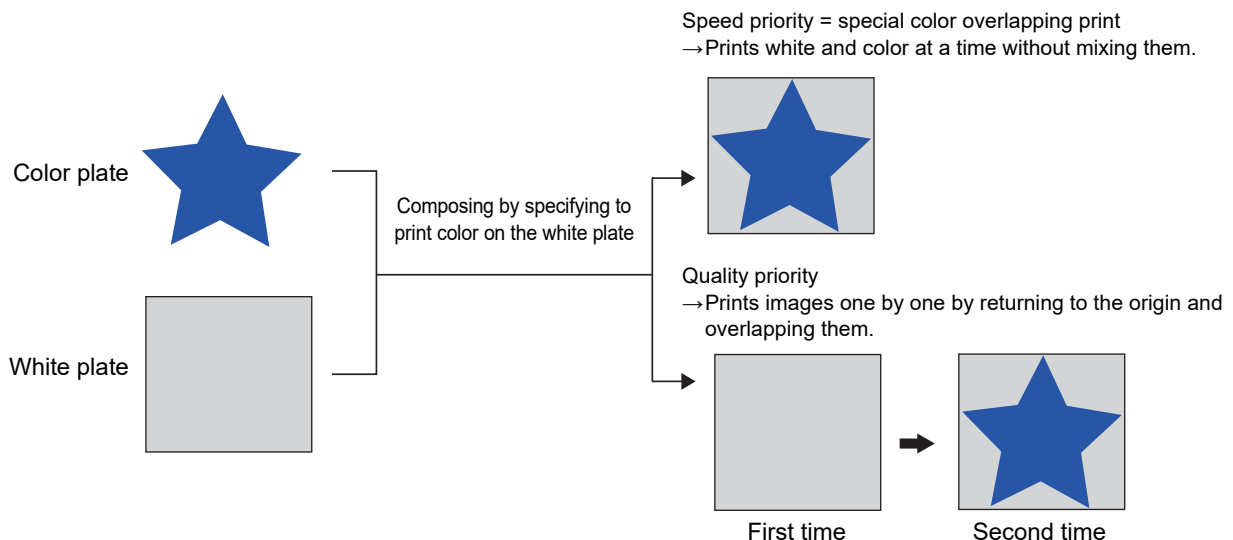 Speed priority = special color overlapping print
→Prints white and color at a time without mixing them.
Color plate
Composing by specifying to
print color on the white plate
Quality priority
→Prints images one by one by returning to the origin and
overlapping them.
White plate
First time
Second time